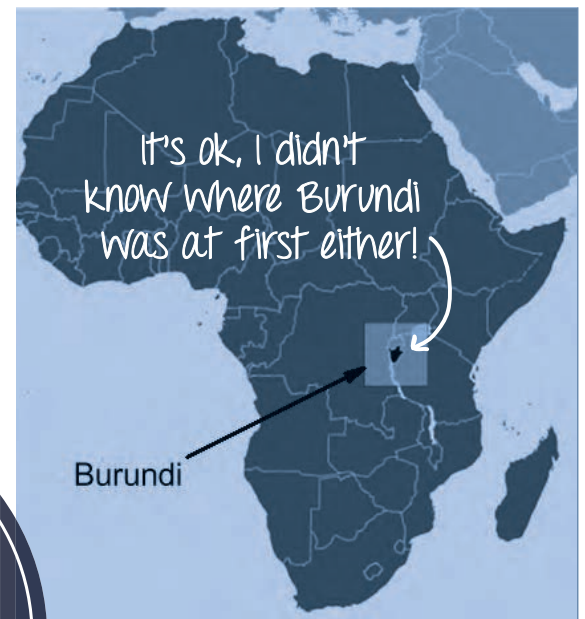 It's ok, I didn't
know where Burundi
was at first either!
Burundi